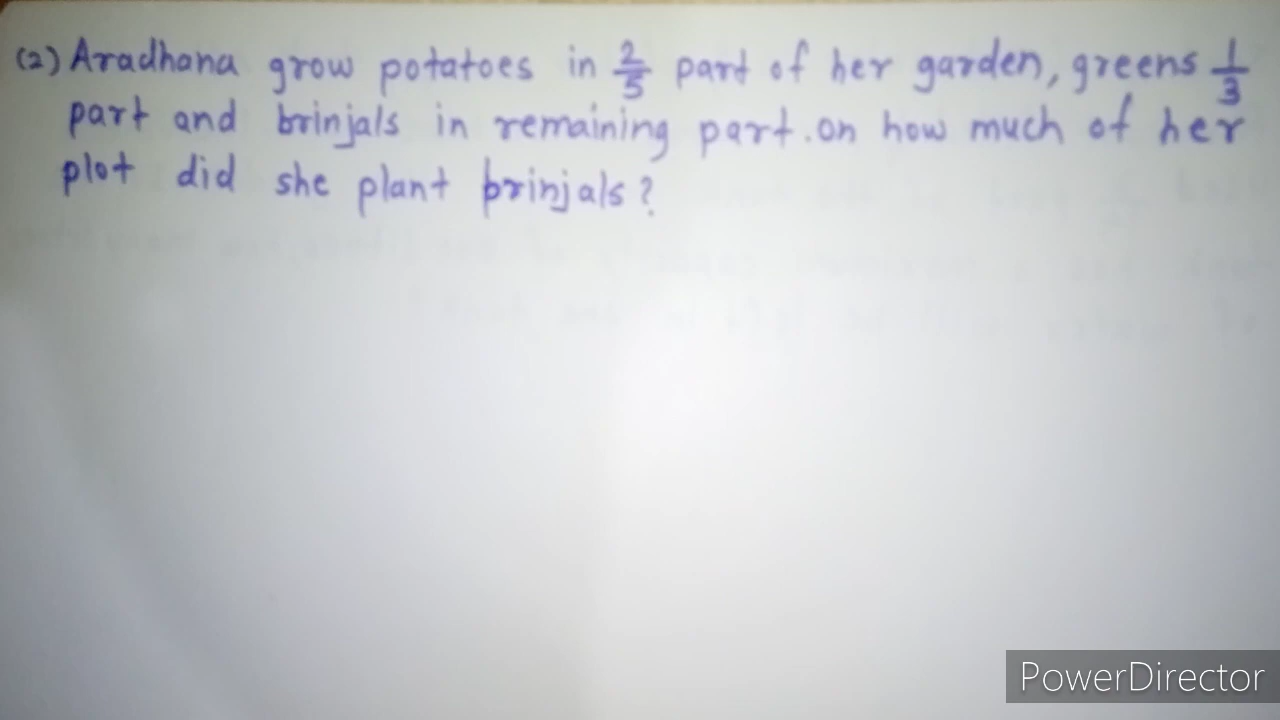 (2) Aradhana grow potatoes in 2/5 part of her garden, greens 1/3
part and brinjals in remaining part. on how much of her
plot did she plant brinjals?
PowerDirector